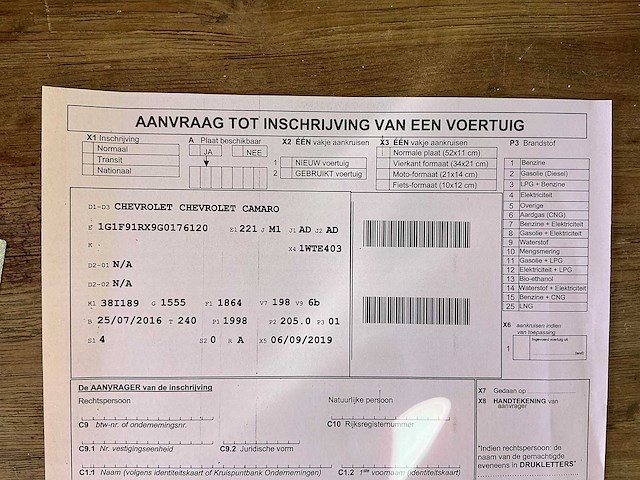 AANVRAAG TOT INSCHRIJVING VAN EEN VOERTUIG
X1 Inschrijving
Normaal
Transit
Nationaal
A Plaat beschikbaar
JA NEE
X2 ÉÉN vakje aankruisen
1 NIEUW voertuig
2 GEBRUIKT voertuig
X3 ÉÉN vakje aankruisen
Normale plaat (52x11 cm)
Vierkant formaat (34x21 cm)
Moto-formaat (21x14 cm)
Fiets-formaat (10x12 cm)
P3 Brandstof
1 Benzine
2 Gasolie (Diesel)
3 LPG + Benzine
4 Elektriciteit
5 Overige
6 Aardgas (CNG)
7 Benzine + Elektriciteit
8 Gasolie + Elektriciteit
9 Waterstof
10 Mengsmering
11 Gasolie + LPG
12 Elektriciteit + LPG
13 Bio-ethanol
14 Waterstof + Elektriciteit
15 Benzine + CNG
25 LNG
D1-D3 CHEVROLET CHEVROLET CAMARO
E 1G1F91RX9G0176120 K1 221 J M1 J1 AD J2 AD
K X4 1WTE403
D2-01 N/A
D2-02 N/A
K1 38I189 G 1555 F1 1864 V7 198 V9 6b
B 25/07/2016 T 240 P1 1998 P2 205.0 P3 01
S1 4 S2 0 R A X5 06/09/2019
X6 aankruisen indien van toepassing
1
De AANVRAGER van de inschrijving
Rechtspersoon Natuurlijke persoon
C9 btw-nr. of ondernemingsnr. C10 Rijksregisternummer
C9.1 Nr. vestigingseenheid C9.2 Juridische vorm
C1.1 Naam (volgens identiteitskaart of Kruispuntbank Ondernemingen) C1.2 1ste voornaam (identiteitskaart)
X7 Gedaan op
X8 HANDTEKENING van
aanvrager
"Indien rechtspersoon: de
naam van de gemachtigde
eveneens in DRUKLETTERS"